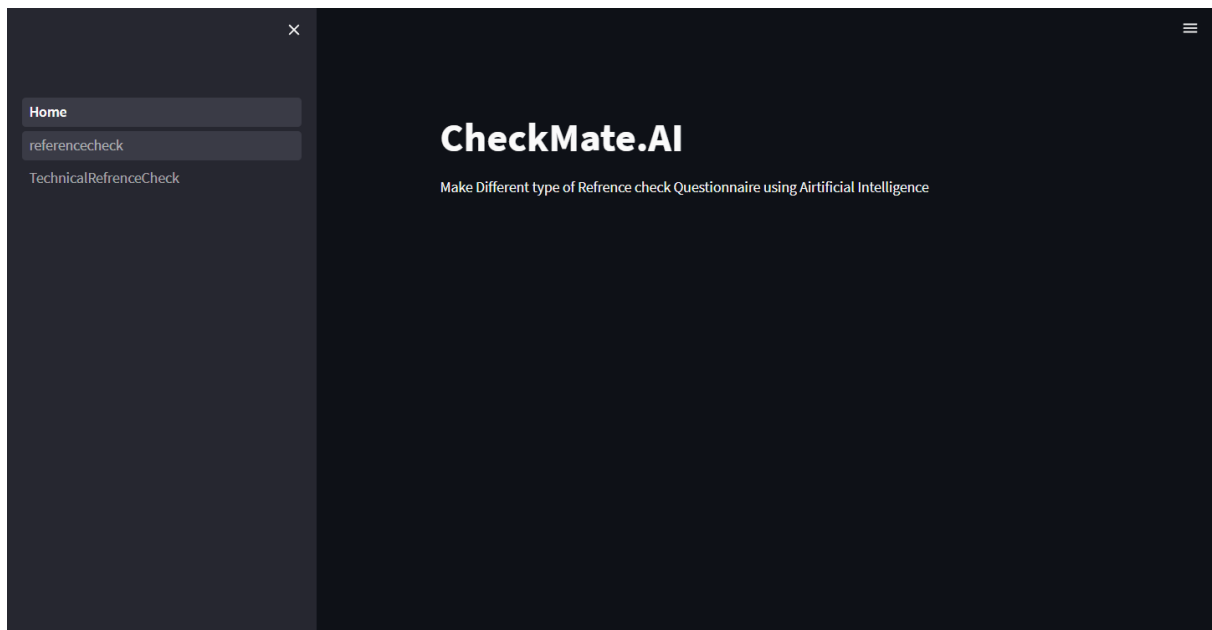 Home
referencecheck
TechnicalRefrenceCheck
CheckMate.AI
Make Different type of Refrence check Questionnaire using Airtificial Intelligence